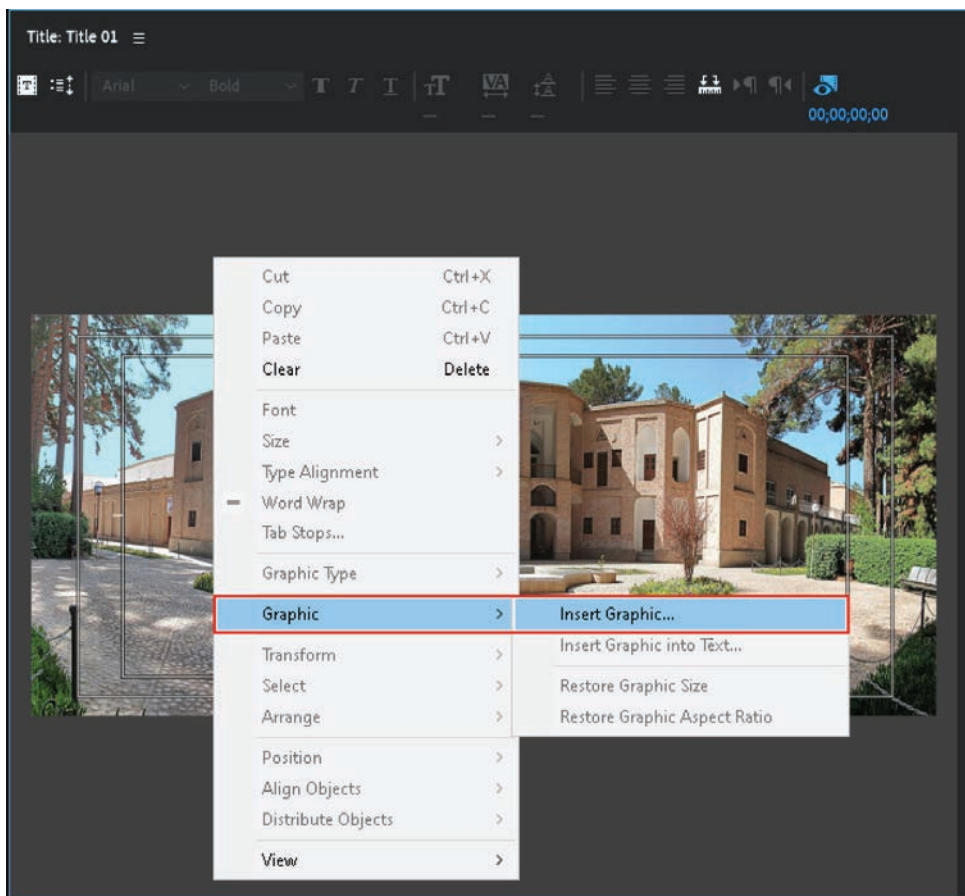 Title: Title 01
Arial Bold T T T TT VA A
00;00;00;00
Cut Ctrl+X
Copy Ctrl+C
Paste Ctrl+V
Clear Delete
Font
Size
Type Alignment
Word Wrap
Tab Stops...
Graphic Type
Graphic
Insert Graphic...
Insert Graphic into Text...
Transform
Select
Restore Graphic Size
Arrange
Restore Graphic Aspect Ratio
Position
Align Objects
Distribute Objects
View